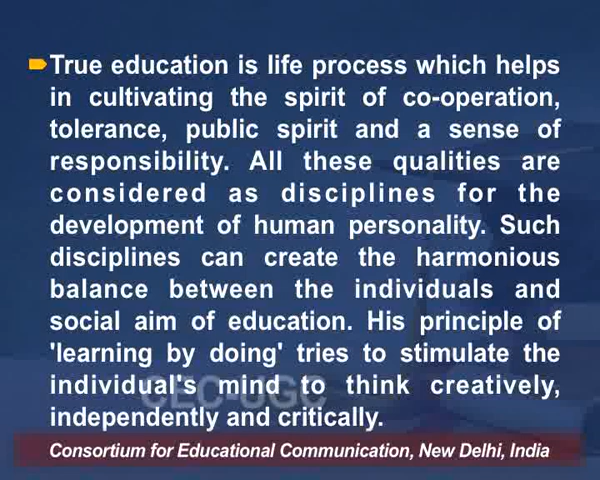 True education is life process which helps
in cultivating the spirit of co-operation,
tolerance, public spirit and a sense of
responsibility. All these qualities are
considered as disciplines for the
development of human personality. Such
disciplines can create the harmonious
balance between the individuals and
social aim of education. His principle of
'learning by doing' tries to stimulate the
individual's mind to think creatively,
CEC-UGC
independently and critically.
Consortium for Educational Communication, New Delhi, India